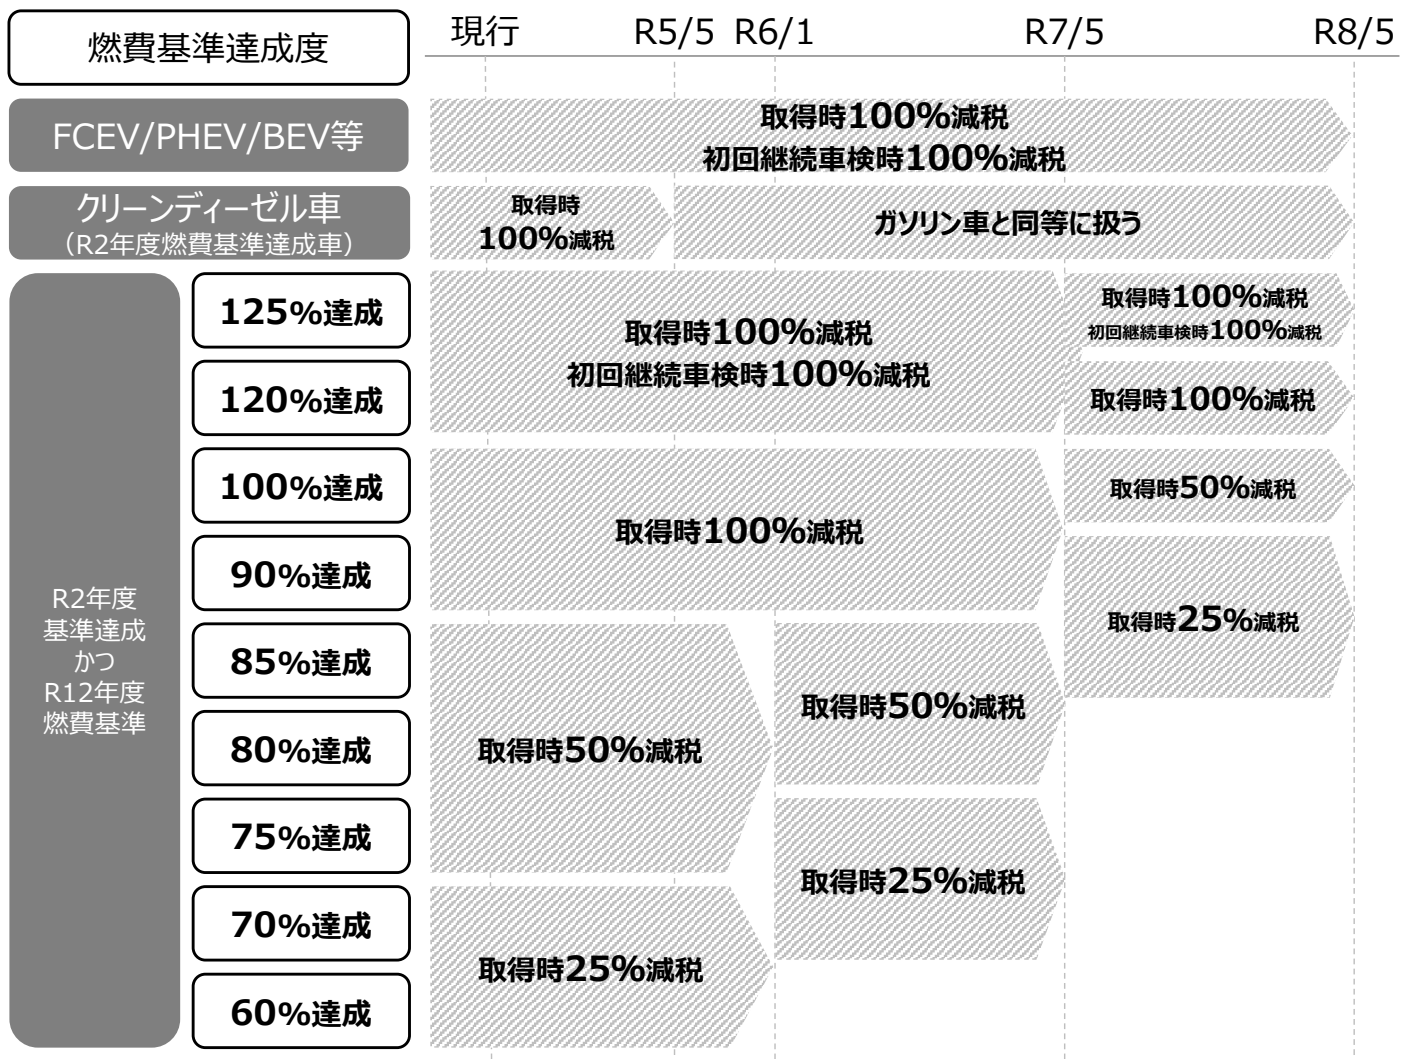 燃費基準達成度
現行 R5/5 R6/1 R7/5 R8/5
FCEV/PHEV/BEV等
取得時100%減税
初回継続車検時100%減税
クリーンディーゼル車
（R2年度燃費基準達成車）
取得時
100%減税
ガソリン車と同等に扱う
R2年度
基準達成
かつ
R12年度
燃費基準
125%達成
120%達成
取得時100%減税
初回継続車検時100%減税
取得時100%減税
初回継続車検時100%減税
取得時100%減税
100%達成
90%達成
取得時100%減税
取得時50%減税
取得時25%減税
85%達成
80%達成
75%達成
取得時50%減税
取得時50%減税
取得時25%減税
70%達成
60%達成
取得時25%減税